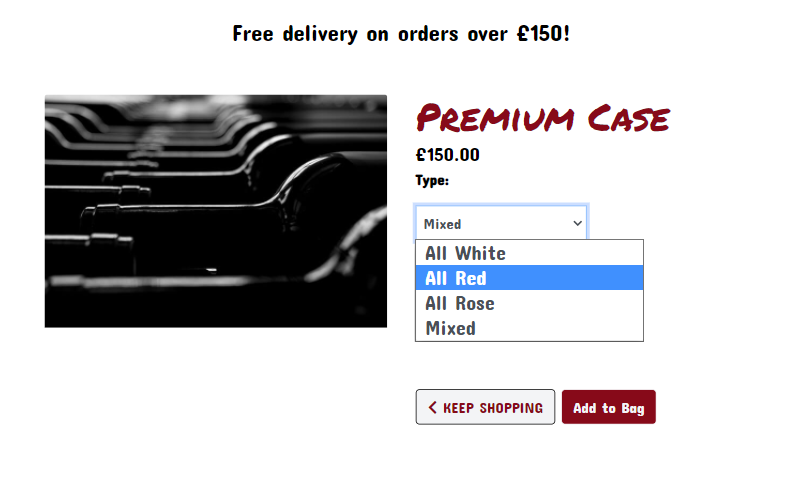 Free delivery on orders over £150!
Premium Case
£150.00
Type:
Mixed
All White
All Red
All Rose
Mixed
KEEP SHOPPING
Add to Bag